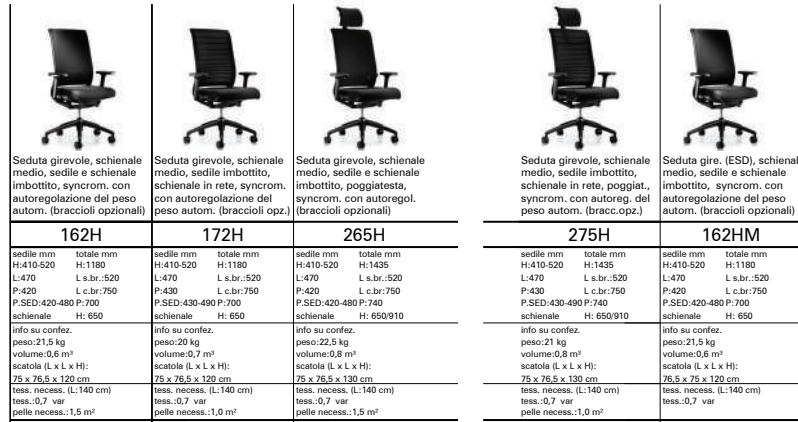 Seduta girevole, schienale
medio, sedile e schienale
imbottito, syncrom. con
autoregolazione del peso
autom. (braccioli opzionali)
162H
sedile mm totale mm
H:410-520 H:1180
L:470 L s.br.:520
P:420 L c.br:750
P.SED:420-480 P:700
schienale H: 650
info su confez.
peso:21,5 kg
volume:0,6 m³
scatola (L x L x H):
75 x 76,5 x 120 cm
tess. necess. (L:140 cm)
tess.:0,7 var
pelle necess.:1,5 m²
Seduta girevole, schienale
medio, sedile imbottito,
schienale in rete, syncrom.
con autoregolazione del
peso autom. (braccioli opz.)
172H
sedile mm totale mm
H:410-520 H:1180
L:470 L s.br.:520
P:430 L c.br:750
P.SED:430-490 P:700
schienale H: 650
info su confez.
peso:20 kg
volume:0,7 m³
scatola (L x L x H):
75 x 76,5 x 120 cm
tess. necess. (L:140 cm)
tess.:0,7 var
pelle necess.:1,0 m²
Seduta girevole, schienale
medio, sedile e schienale
imbottito, poggiatesta,
syncrom. con autoregol.
(braccioli opzionali)
265H
sedile mm totale mm
H:410-520 H:1435
L:470 L s.br.:520
P:420 L c.br:750
P.SED:420-480 P:740
schienale H: 650/910
info su confez.
peso:22,5 kg
volume:0,8 m³
scatola (L x L x H):
75 x 76,5 x 130 cm
tess. necess. (L:140 cm)
tess.:0,7 var
pelle necess.:1,5 m²
Seduta girevole, schienale
medio, sedile imbottito,
schienale in rete, poggiat.,
syncrom. con autoreg. del
peso autom. (bracc.opz.)
275H
sedile mm totale mm
H:410-520 H:1435
L:470 L s.br.:520
P:420 L c.br:750
P.SED:430-490 P:740
schienale H: 650/910
info su confez.
peso:21 kg
volume:0,8 m³
scatola (L x L x H):
75 x 76,5 x 130 cm
tess. necess. (L:140 cm)
tess.:0,7 var
pelle necess.:1,0 m²
Seduta gire. (ESD), schienal
medio, sedile e schienale
imbottito, syncrom. con
autoregolazione del peso
autom. (braccioli opzionali)
162HM
sedile mm totale mm
H:410-520 H:1180
L:470 L s.br.:520
P:420 L c.br:750
P.SED:420-480 P:700
schienale H: 650
info su confez.
peso:21,5 kg
volume:0,6 m³
scatola (L x L x H):
76,5 x 75 x 120 cm
tess. necess. (L:140 cm)
tess.:0,7 var